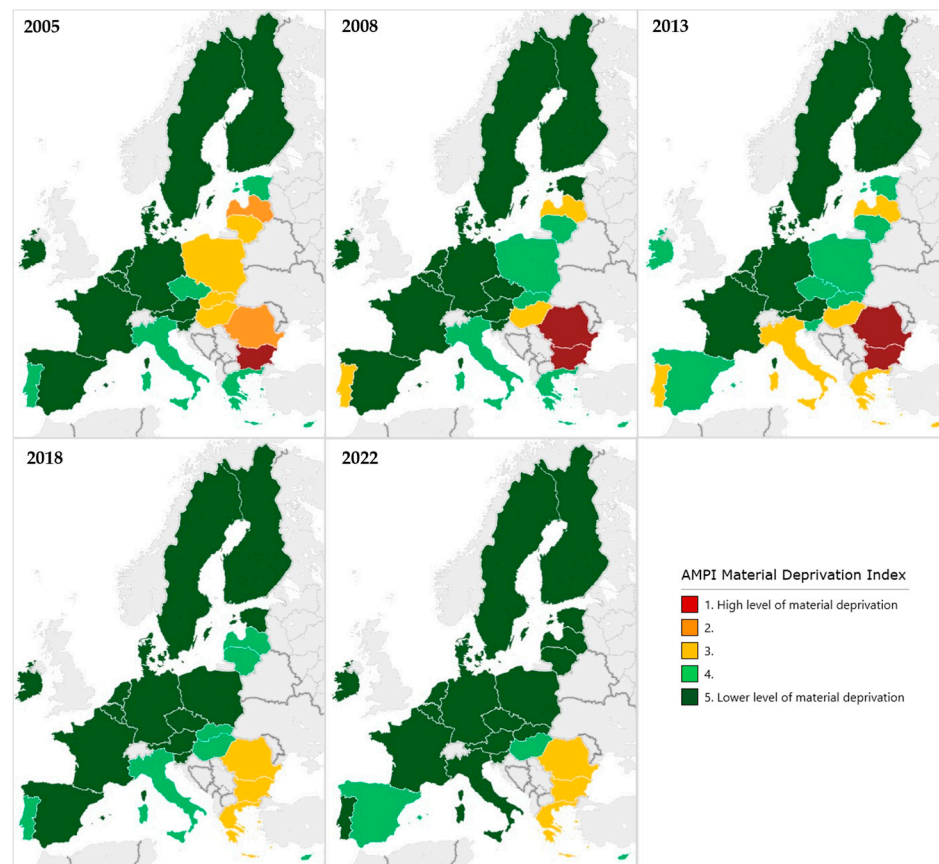 2005
2008
2013
2018
2022
AMPI Material Deprivation Index
1. High level of material deprivation
2.
3.
4.
5. Lower level of material deprivation